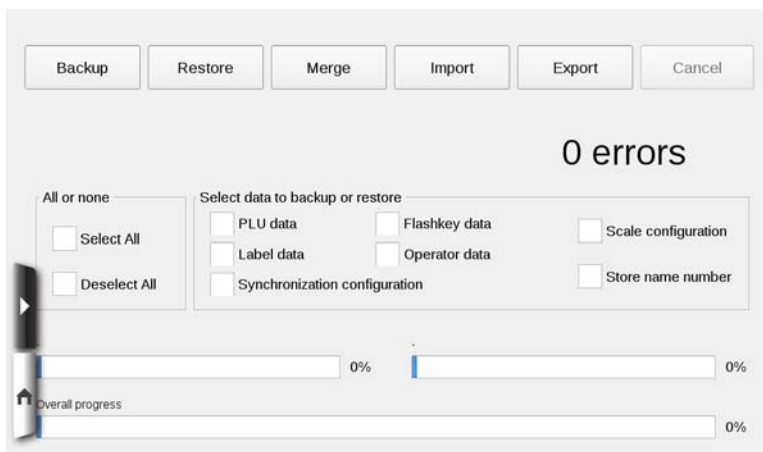 Backup Restore Merge Import Export Cancel
0 errors
All or none
Select All
Deselect All
Select data to backup or restore
PLU data
Flashkey data
Scale configuration
Label data
Operator data
Synchronization configuration
Store name number
0%
0%
Overall progress
0%